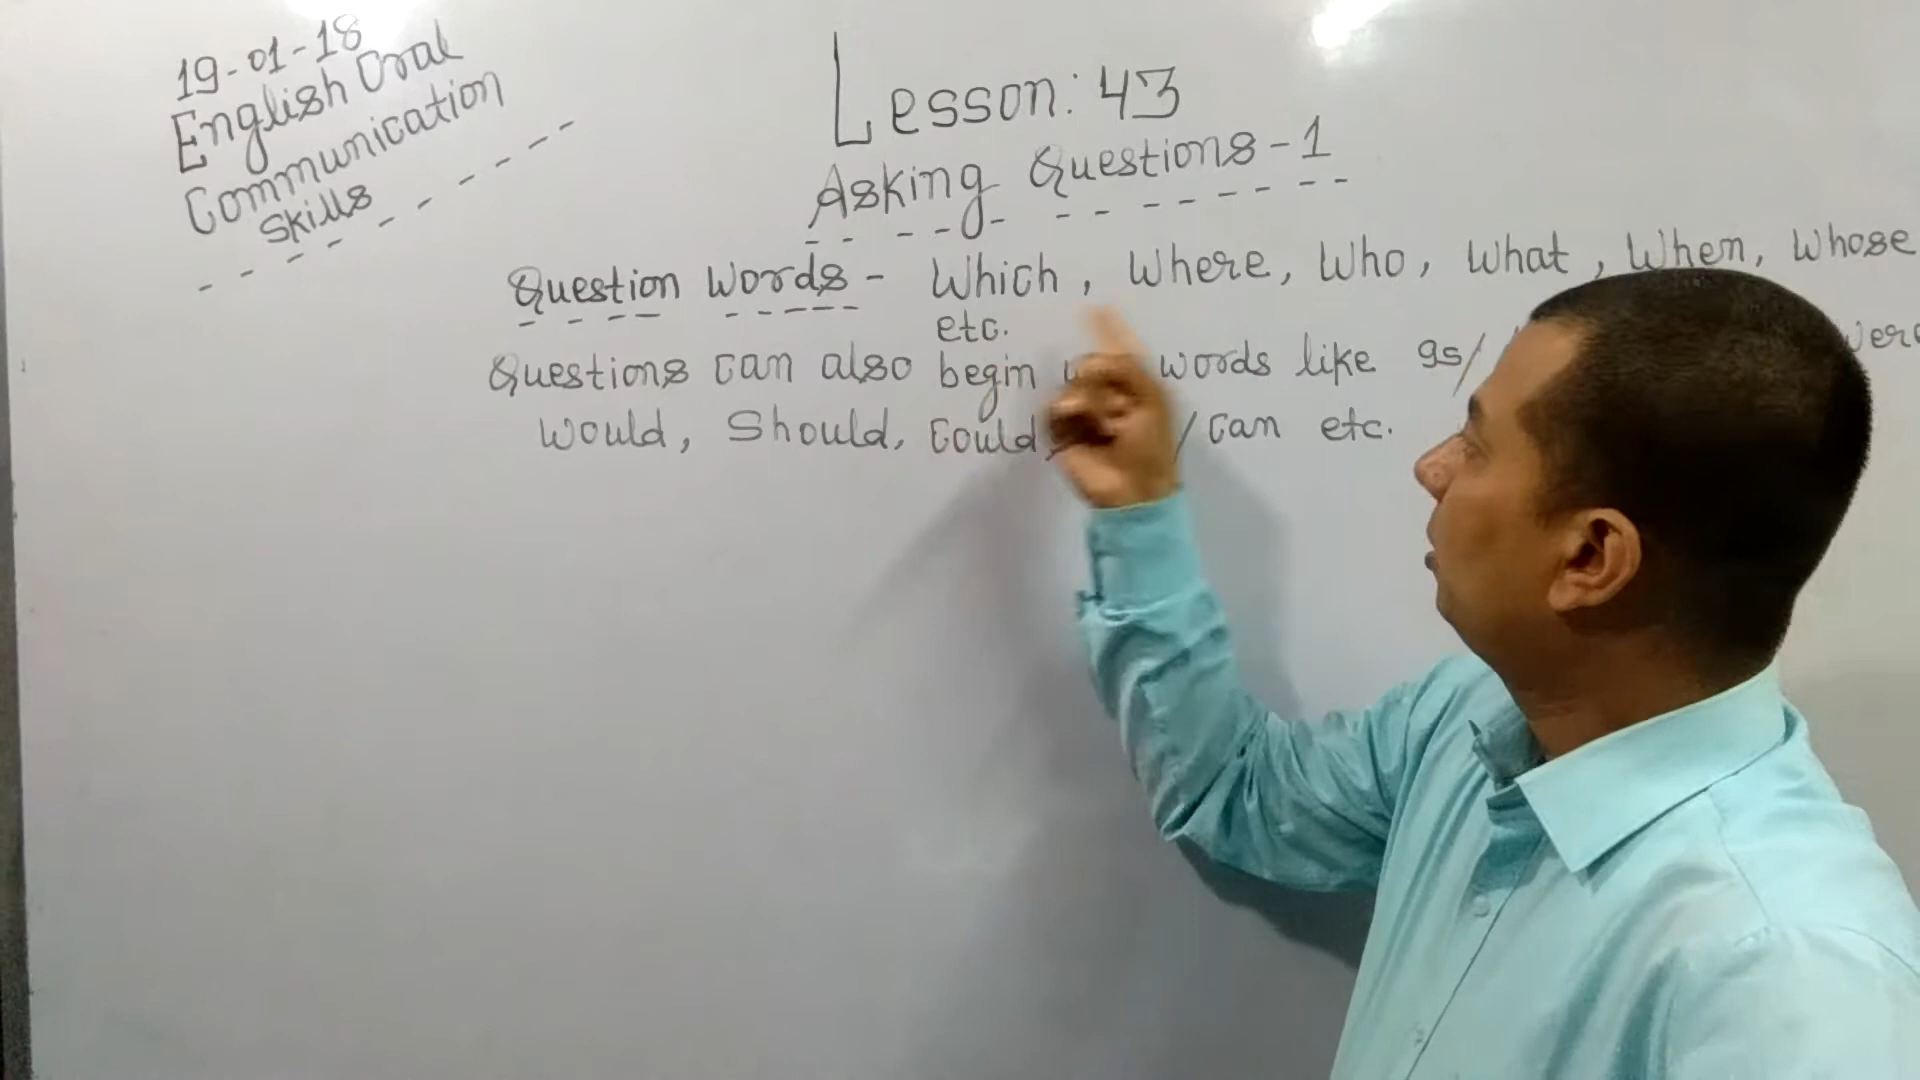 19-01-18
English Oral
Communication
Skills
Lesson: 43
Asking Questions-1
Question Words - Which, Where, Who, What, When, Whose
etc.
Questions can also begin words like Is/
Would, Should, Could, /Can etc.